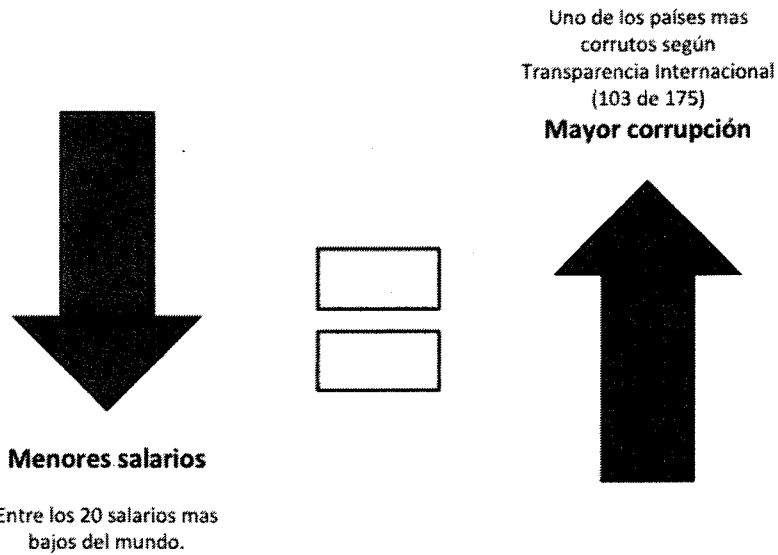 Uno de los países mas
corrutos según
Transparencia Internacional
(103 de 175)
Mayor corrupción
Menores salarios
Entre los 20 salarios mas
bajos del mundo.